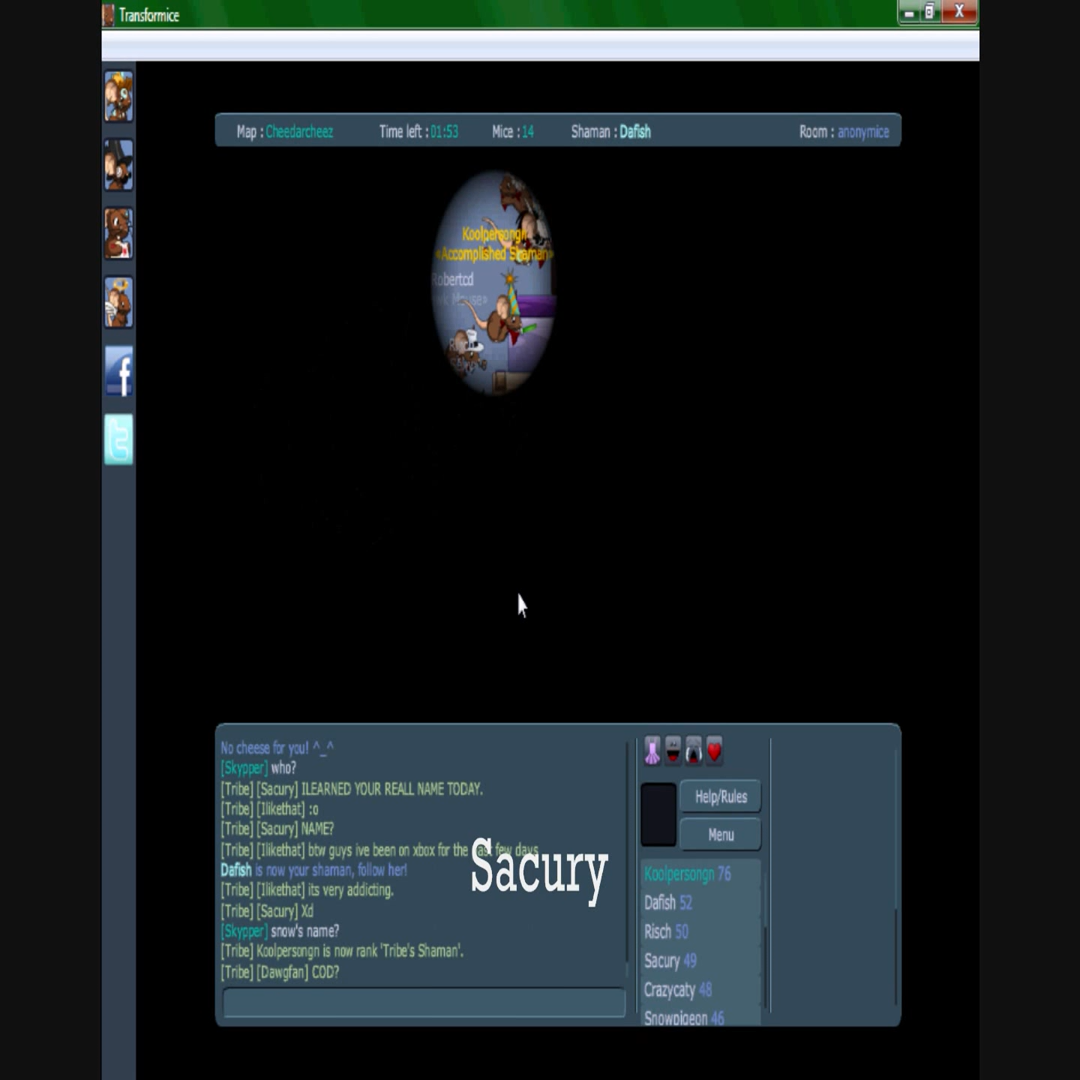 Transformice
Map : Cheedarcheez Time left : 01:53 Mice : 14 Shaman : Dafish Room : anonymice
Koolpersongn
«Accomplished Shaman»
Robertcd
Mouse»
No cheese for you! ^_^
[Skypper] who?
[Tribe] [Sacury] ILEARNED YOUR REALL NAME TODAY.
[Tribe] [Ilikethat] :o
[Tribe] [Sacury] NAME?
[Tribe] [Ilikethat] btw guys ive been on xbox for the last few days
Dafish is now your shaman, follow her!
[Tribe] [Ilikethat] its very addicting.
[Tribe] [Sacury] Xd
[Skypper] snow's name?
[Tribe] Koolpersongn is now rank 'Tribe's Shaman'.
[Tribe] [Dawgfan] COD?
Sacury
Help/Rules
Menu
Koolpersongn 76
Dafish 52
Risch 50
Sacury 49
Crazycaty 48
Snowpigeon 46